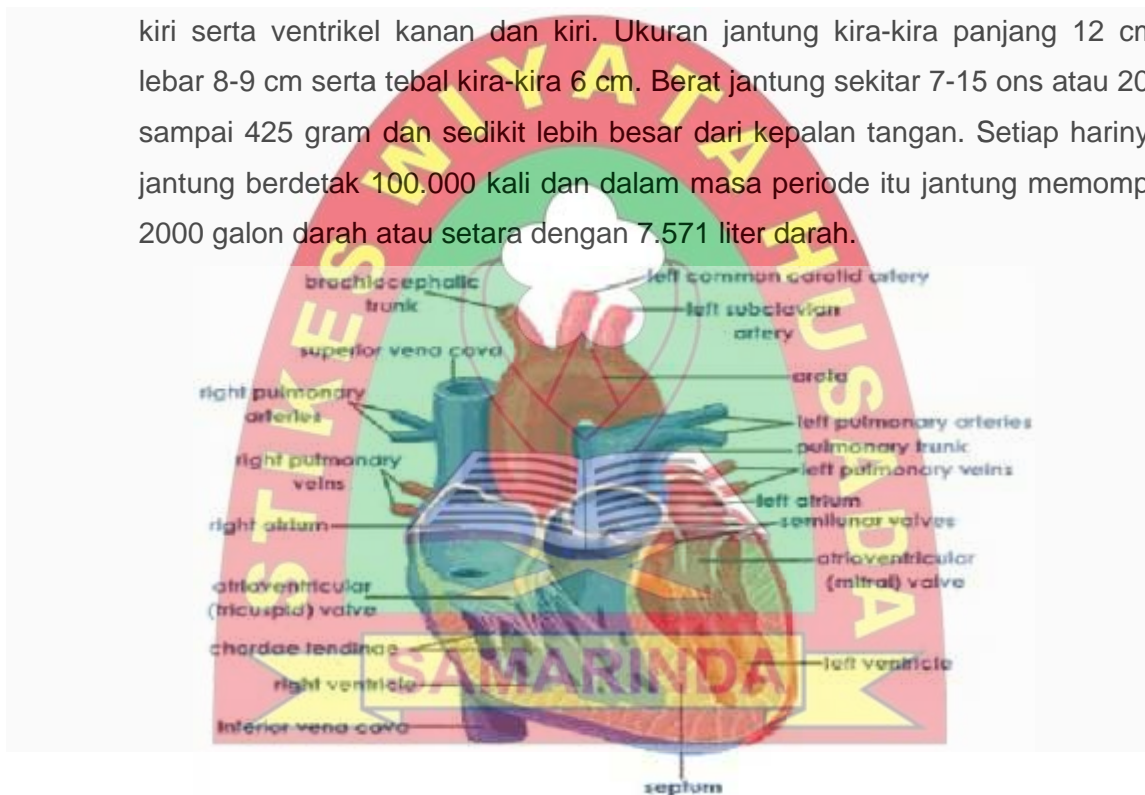 kiri serta ventrikel kanan dan kiri. Ukuran jantung kira-kira panjang 12 cm
lebar 8-9 cm serta tebal kira-kira 6 cm. Berat jantung sekitar 7-15 ons atau 20
sampai 425 gram dan sedikit lebih besar dari kepalan tangan. Setiap hariny
jantung berdetak 100.000 kali dan dalam masa periode itu jantung memomp
2000 galon darah atau setara dengan 7.571 liter darah.
STIKES WIYATA HUSADA
SAMARINDA
brachiocephalic
trunk
superior vena cava
right pulmonary
arteries
right pulmonary
veins
right atrium
atrioventricular
(tricuspid) valve
chordae tendinae
right ventricle
inferior vena cava
left common carotid artery
left subclavian
artery
aorta
left pulmonary arteries
pulmonary trunk
left pulmonary veins
left atrium
semilunar valves
atrioventricular
(mitral) valve
left ventricle
septum